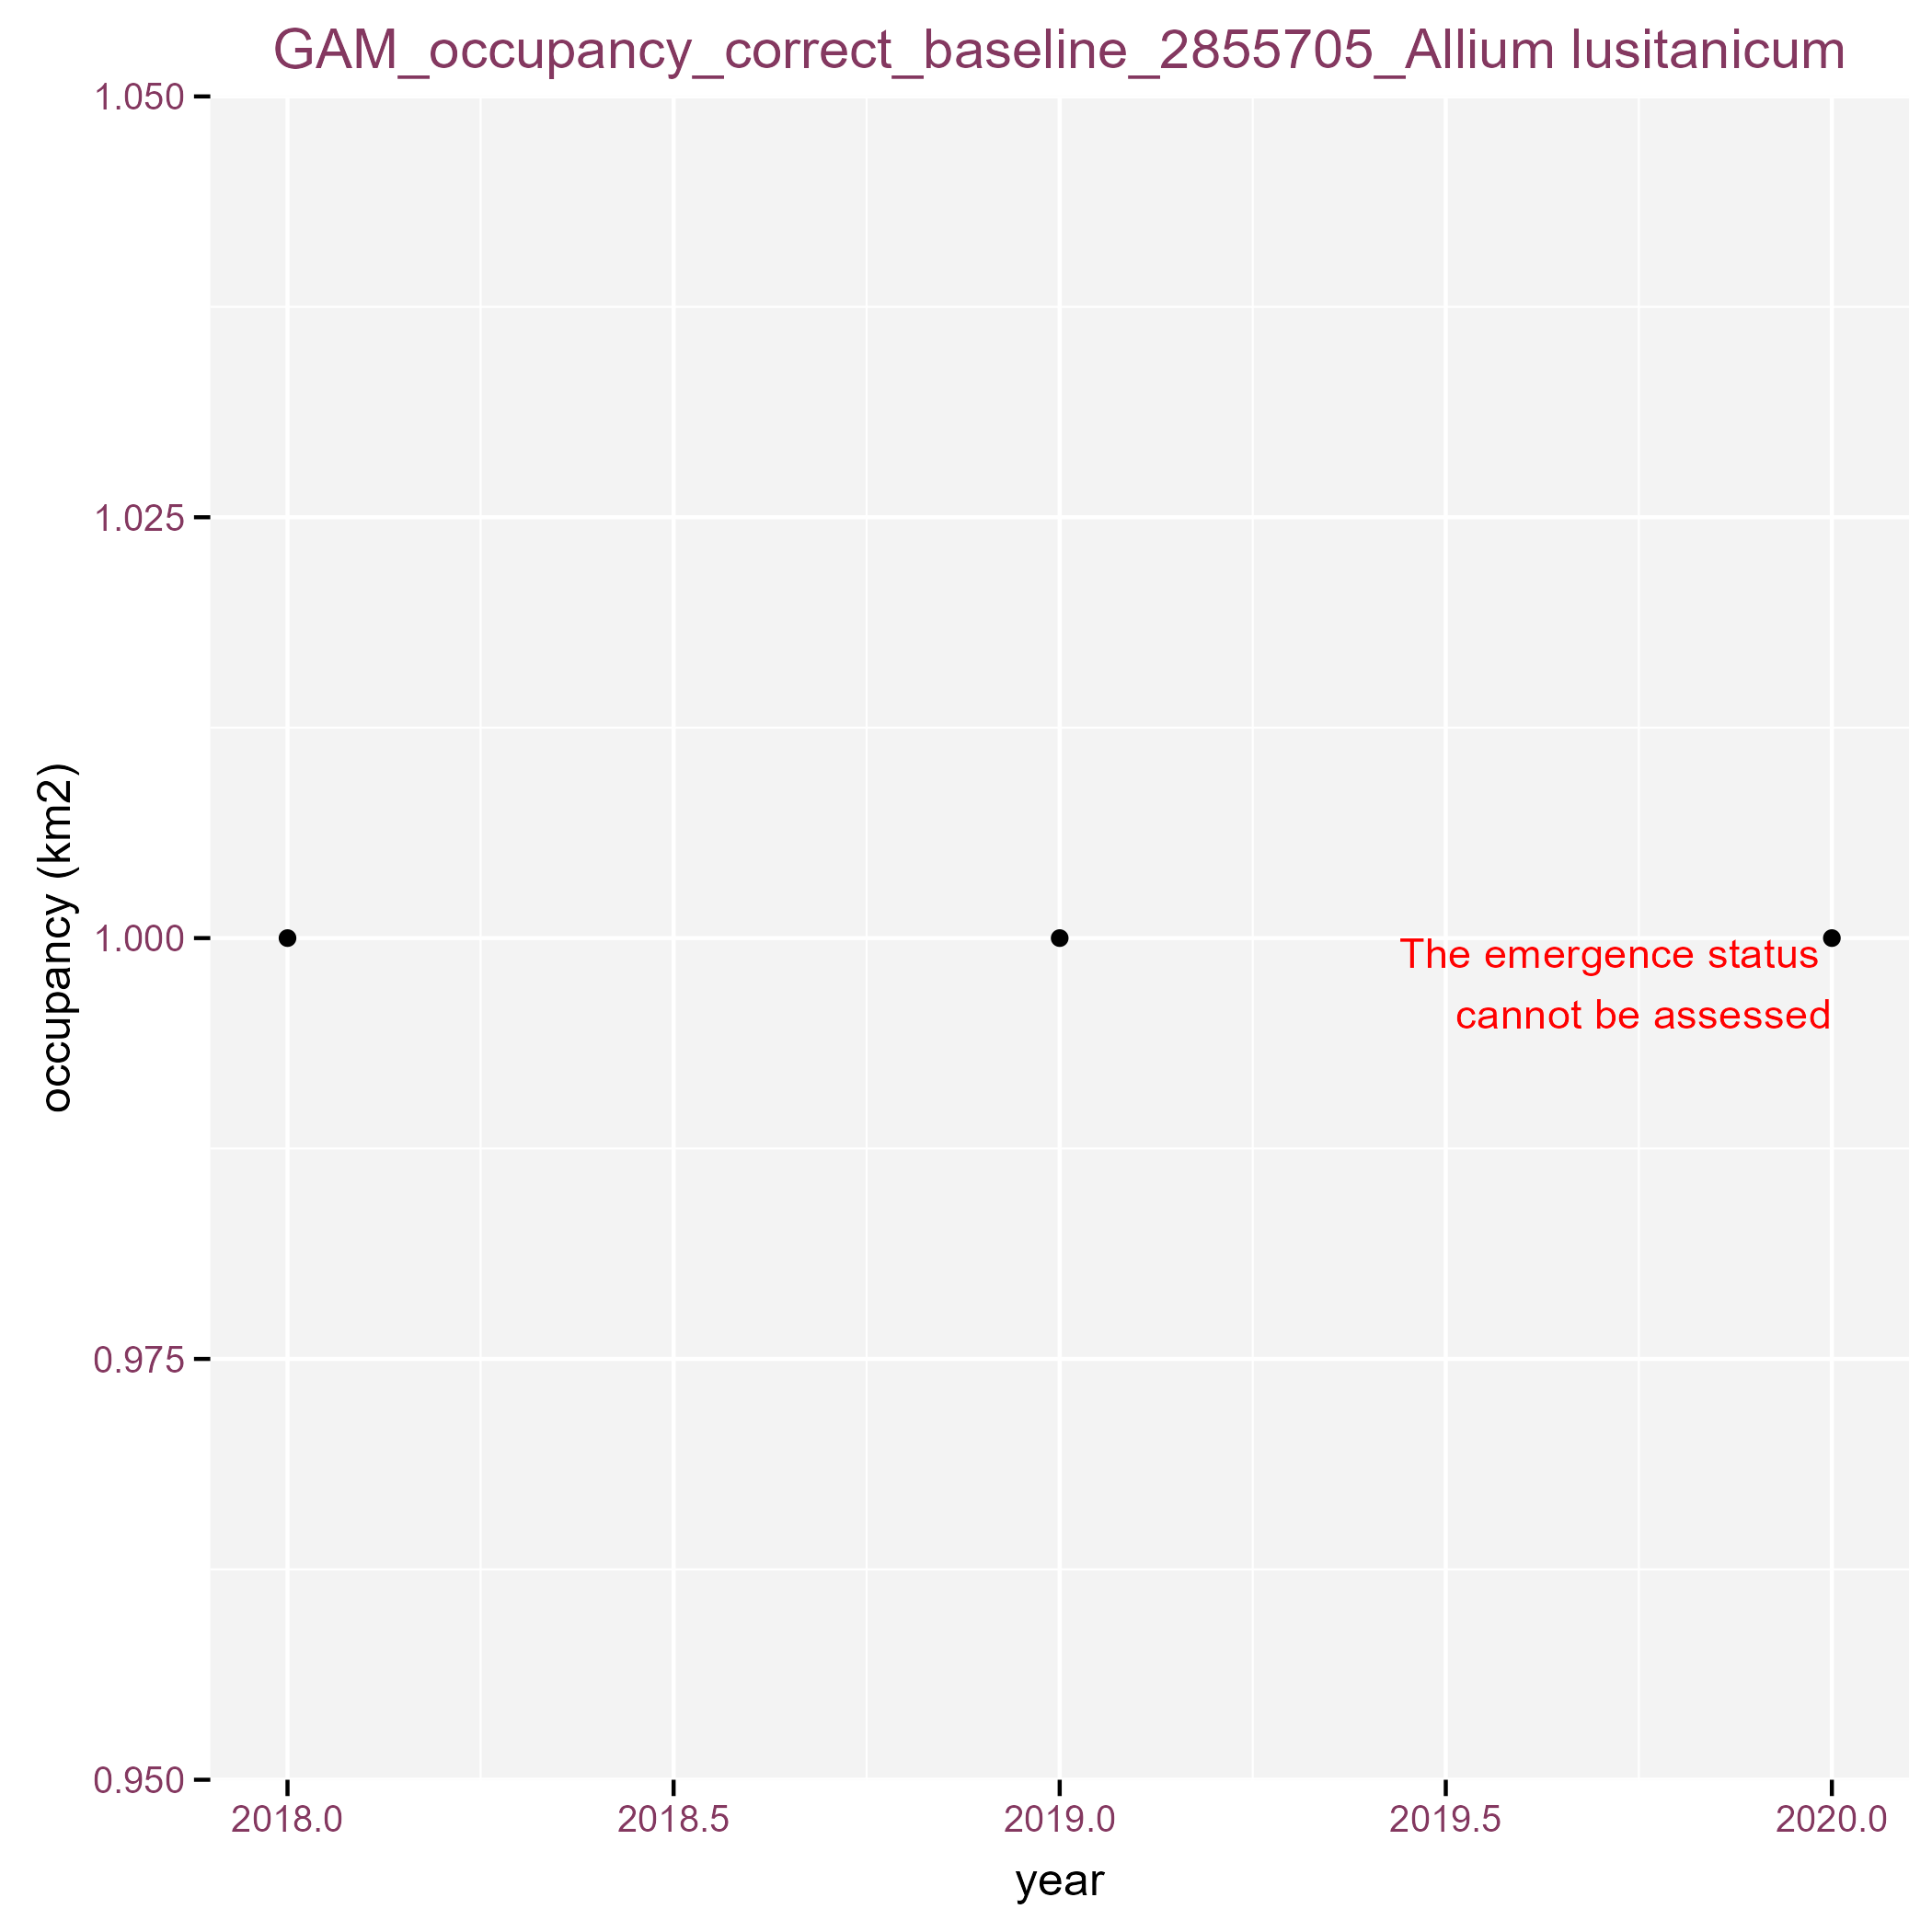 GAM_occupancy_correct_baseline_2855705_Allium lusitanicum
1.050
1.025
1.000
0.975
0.950
occupancy (km2)
The emergence status
cannot be assessed
2018.0 2018.5 2019.0 2019.5 2020.0
year